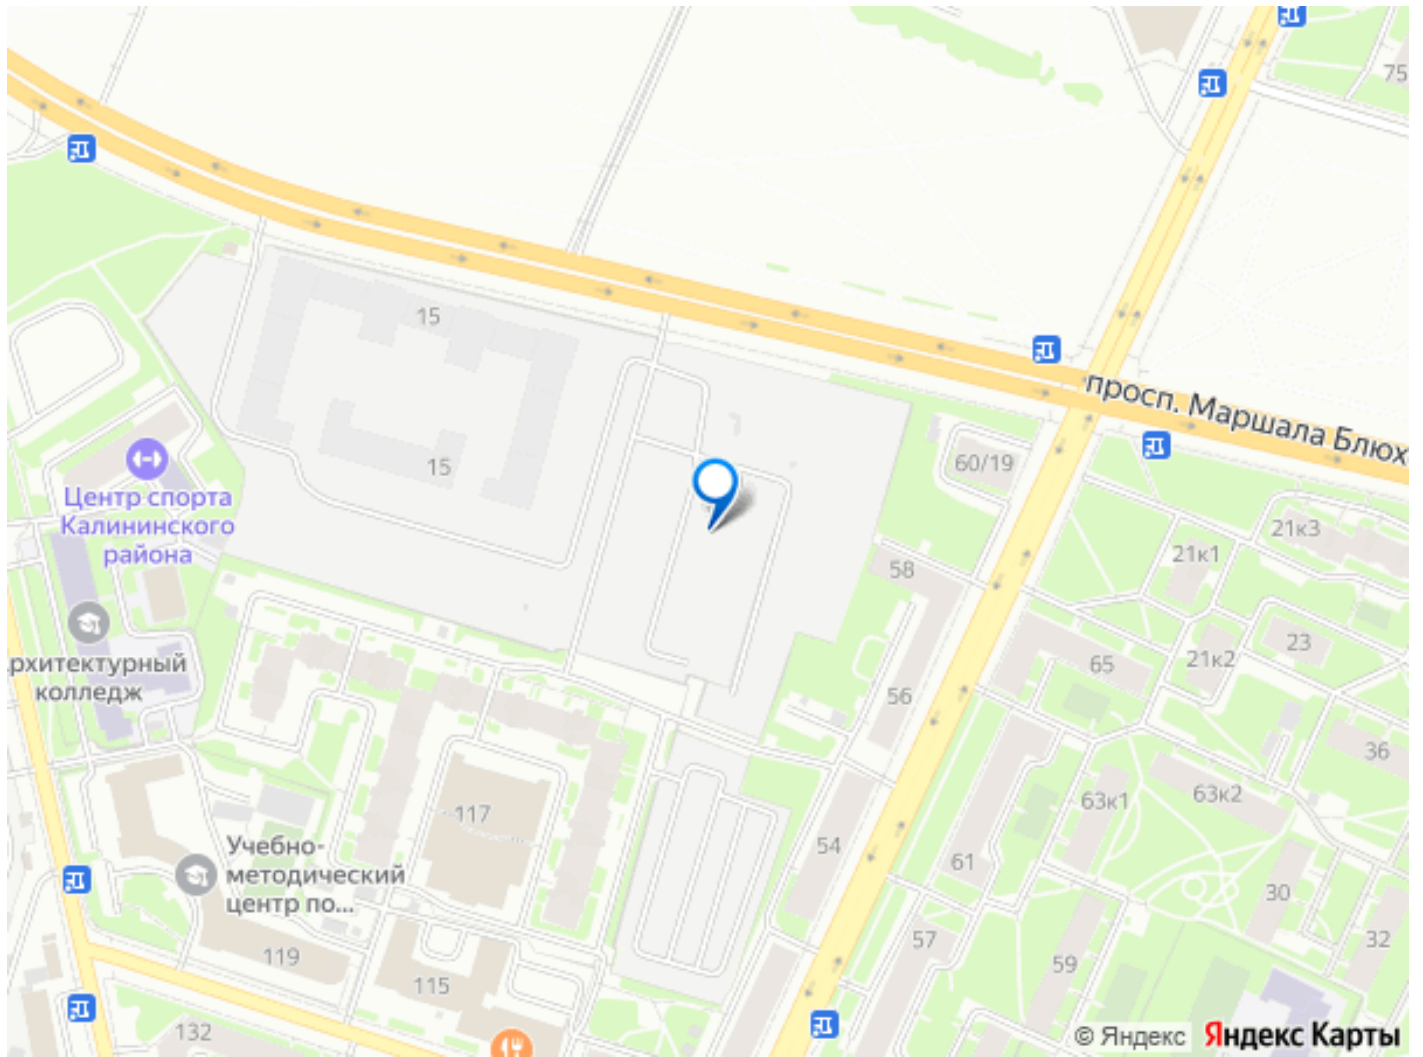 75
15
просп. Маршала Блюх
15
60/19
Центр спорта
Калининского
района
21к3
21к1
58
рхитектурный
колледж
65
21к2
23
56
36
63к1
63к2
117
54
61
Учебно-
методический
центр по...
30
57
32
119
59
115
132
© Яндекс Яндекс Карты